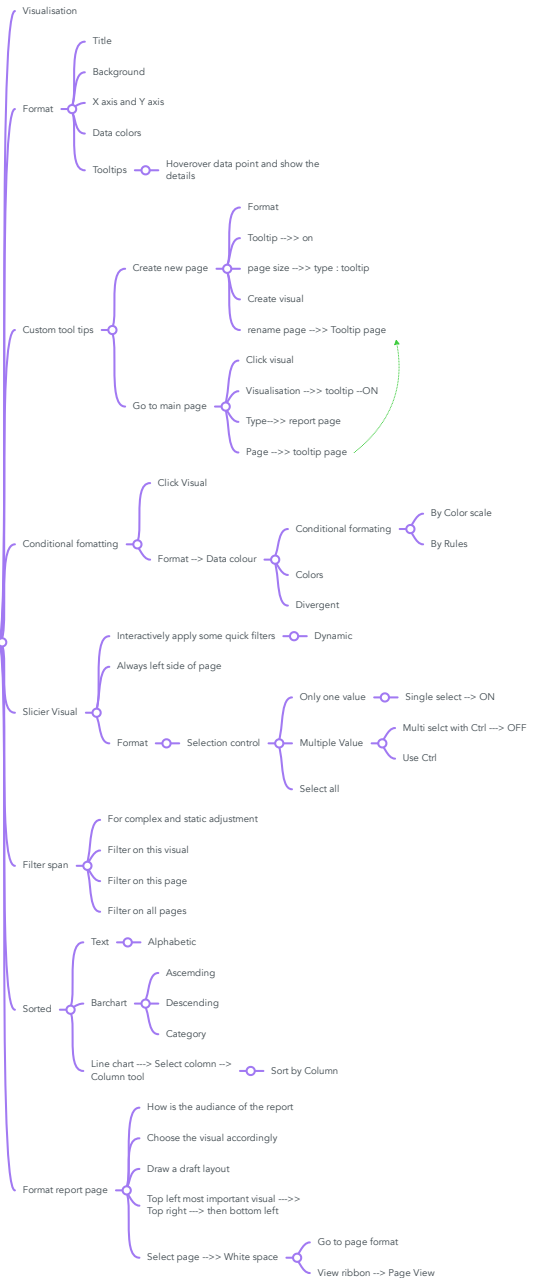 Visualisation
Format
Title
Background
X axis and Y axis
Data colors
Tooltips
Hoverover data point and show the
details
Custom tool tips
Create new page
Format
Tooltip -->> on
page size -->> type : tooltip
Create visual
rename page -->> Tooltip page
Go to main page
Click visual
Visualisation -->> tooltip --ON
Type-->> report page
Page -->> tooltip page
Conditional fomatting
Click Visual
Format --> Data colour
Conditional formating
By Color scale
By Rules
Colors
Divergent
Slicier Visual
Interactively apply some quick filters
Dynamic
Always left side of page
Format
Selection control
Only one value
Single select --> ON
Multiple Value
Multi selct with Ctrl ---> OFF
Use Ctrl
Select all
Filter span
For complex and static adjustment
Filter on this visual
Filter on this page
Filter on all pages
Sorted
Text
Alphabetic
Barchart
Ascemding
Descending
Category
Line chart ---> Select colomn -->
Column tool
Sort by Column
Format report page
How is the audiance of the report
Choose the visual accordingly
Draw a draft layout
Top left most important visual --->>
Top right ---> then bottom left
Select page -->> White space
Go to page format
View ribbon --> Page View